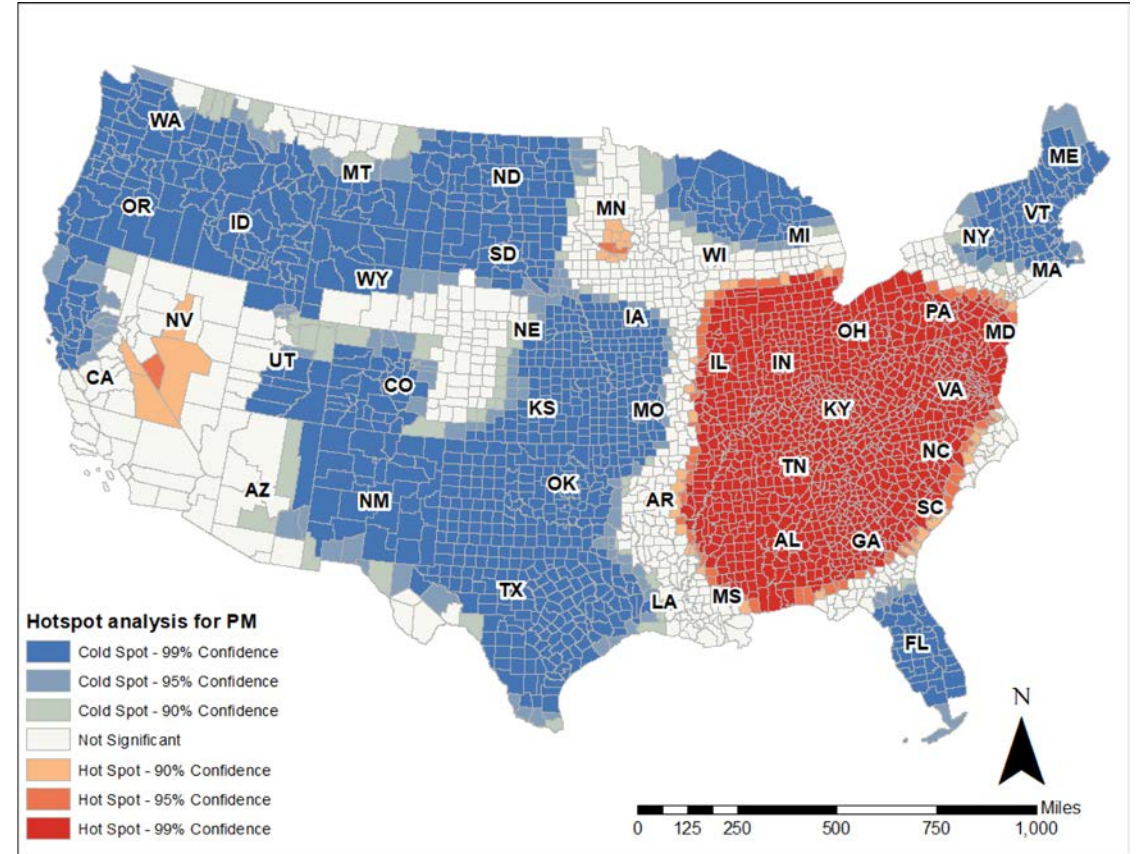 WA
MT
ND
ME
OR
ID
MN
VT
NY
SD
WI
MI
MA
WY
NV
NE
IA
PA
OH
MD
UT
IL
IN
CA
CO
VA
KS
MO
KY
NC
TN
OK
AZ
NM
AR
SC
AL
GA
TX
LA
MS
FL
Hotspot analysis for PM
Cold Spot - 99% Confidence
Cold Spot - 95% Confidence
Cold Spot - 90% Confidence
Not Significant
Hot Spot - 90% Confidence
Hot Spot - 95% Confidence
Hot Spot - 99% Confidence
N
Miles
0 125 250 500 750 1,000